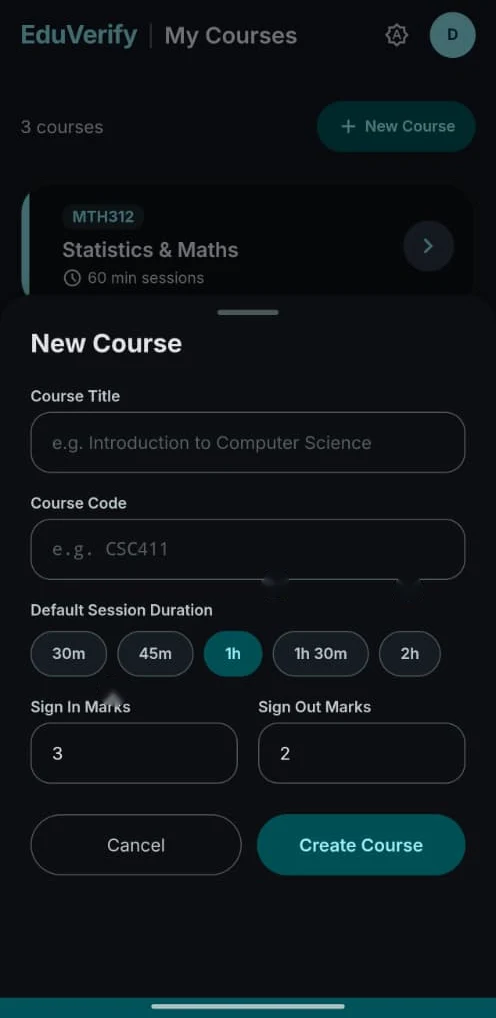 EduVerify | My Courses A D
3 courses + New Course
MTH312
Statistics & Maths
60 min sessions
New Course
Course Title
e.g. Introduction to Computer Science
Course Code
e.g. CSC411
Default Session Duration
30m 45m 1h 1h 30m 2h
Sign In Marks Sign Out Marks
3 2
Cancel Create Course